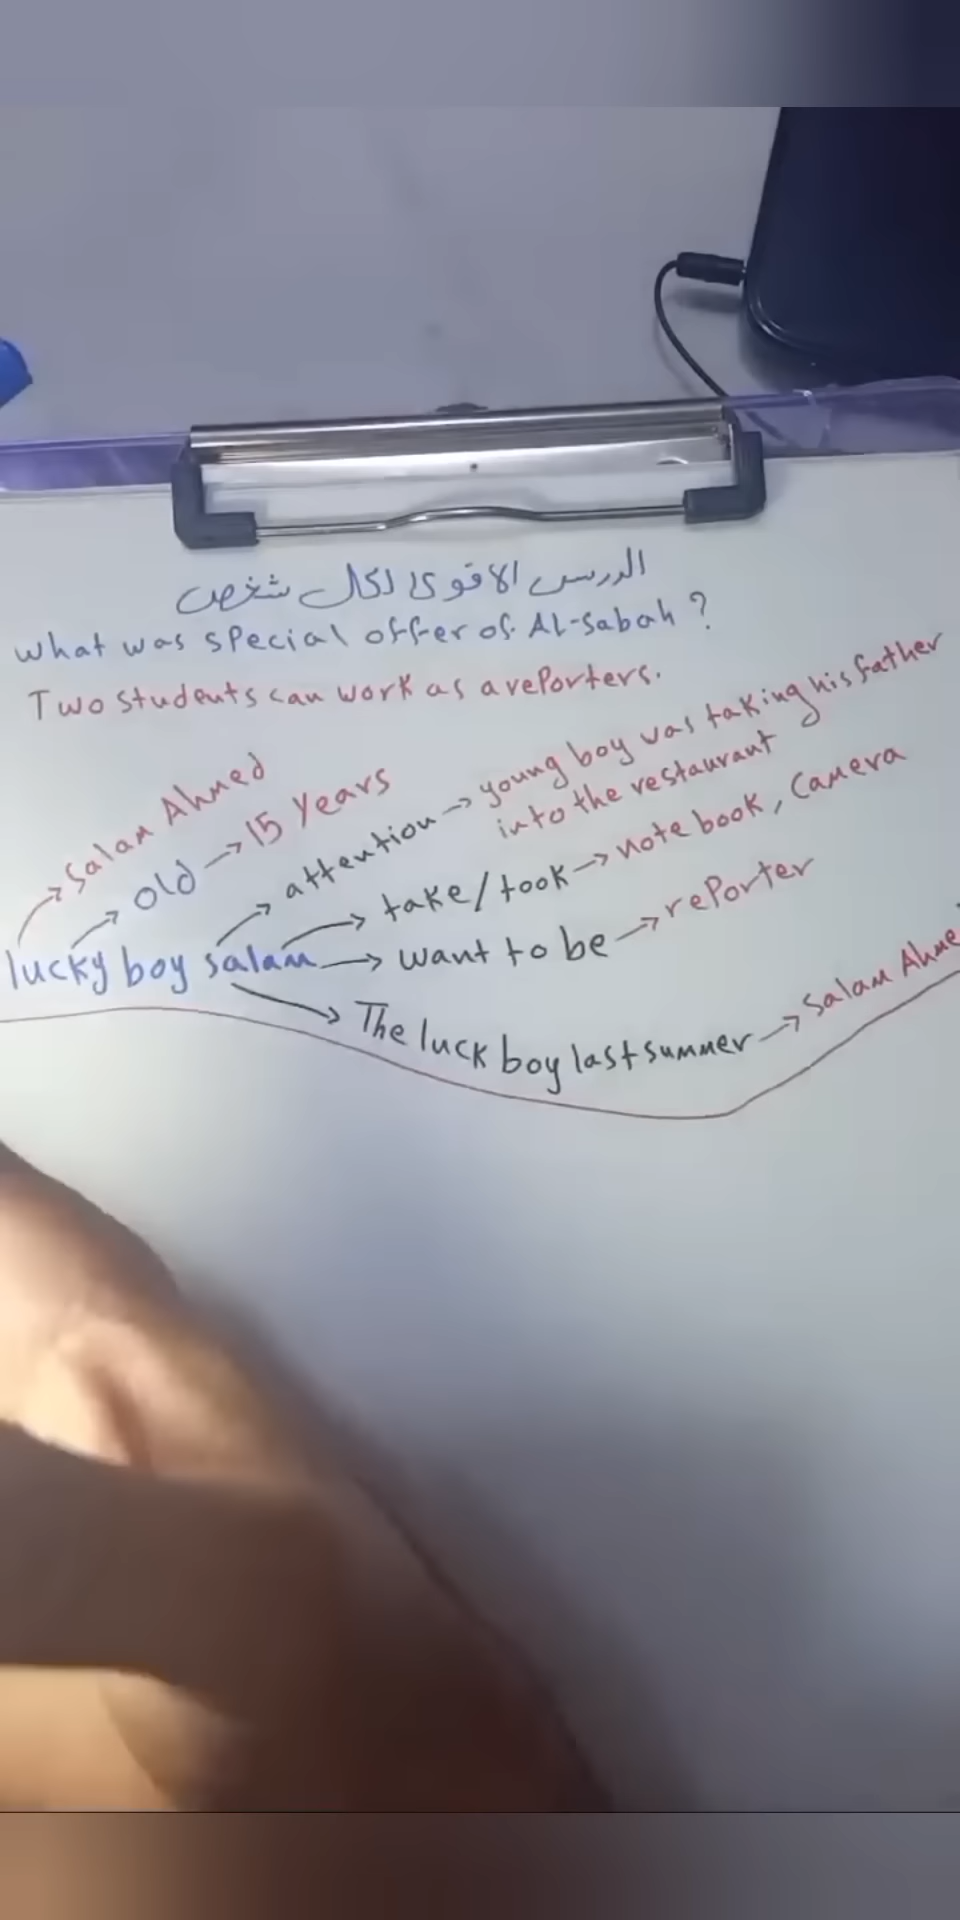 الدرس الاقوى لكل شخص
what was special offer of. AL-Sabah ?
Two students can work as a reporters.
lucky boy salam
→ Salam Ahmed
→ old → 15 Years
→ attention → young boy was taking his father
into the restaurant
→ take/took → note book, camera
→ want to be → reporter
→ The luck boy last summer → Salam Ahme